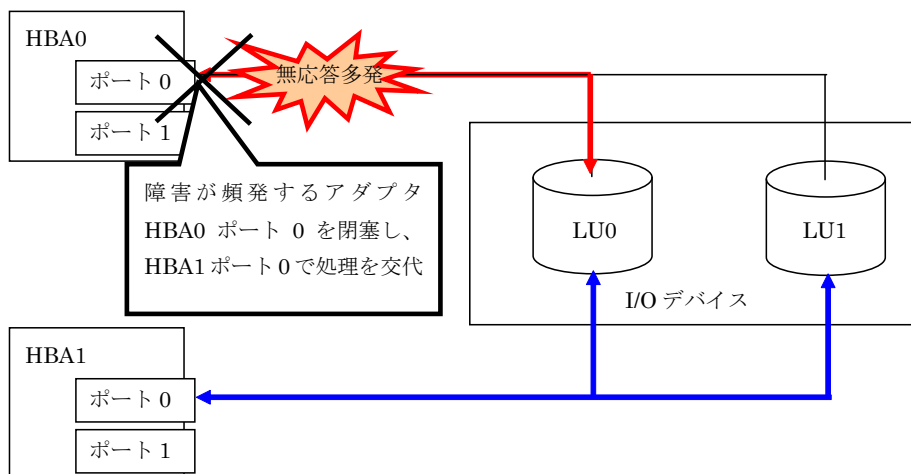 HBA0
ポート 0
無応答多発
ポート 1
障害が頻発するアダプタ
HBA0 ポート 0 を閉塞し、
HBA1 ポート 0 で処理を交代
LU0
LU1
I/O デバイス
HBA1
ポート 0
ポート 1